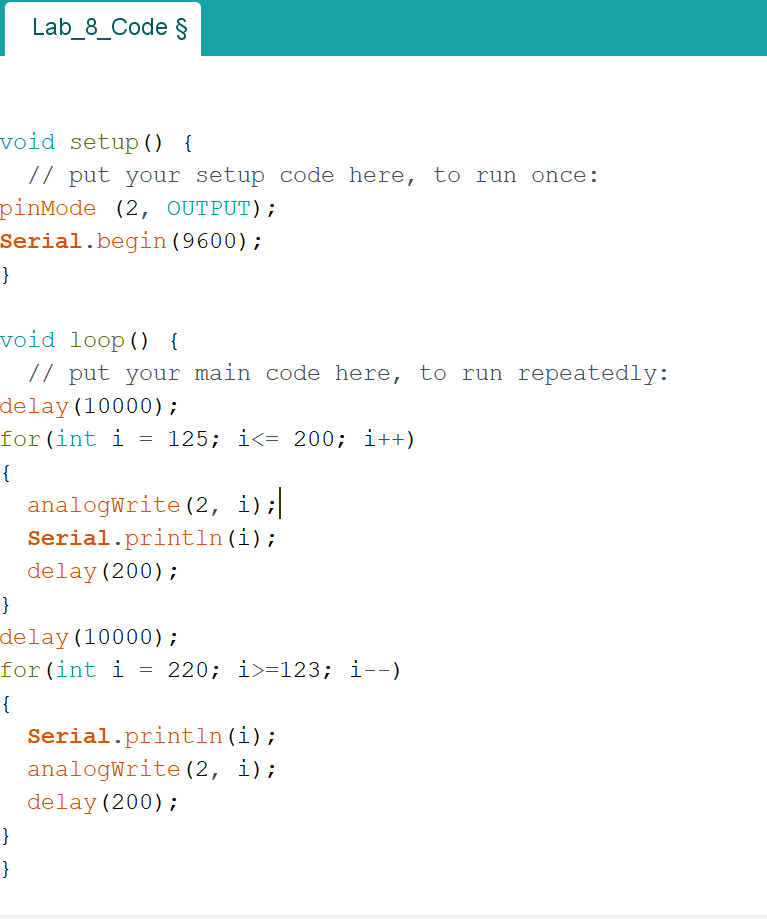 Lab_8_Code §
void setup() {
  // put your setup code here, to run once:
pinMode (2, OUTPUT);
Serial.begin(9600);
}
void loop() {
  // put your main code here, to run repeatedly:
delay(10000);
for(int i = 125; i<= 200; i++)
{
  analogWrite(2, i);
  Serial.println(i);
  delay(200);
}
delay(10000);
for(int i = 220; i>=123; i--)
{
  Serial.println(i);
  analogWrite(2, i);
  delay(200);
}
}